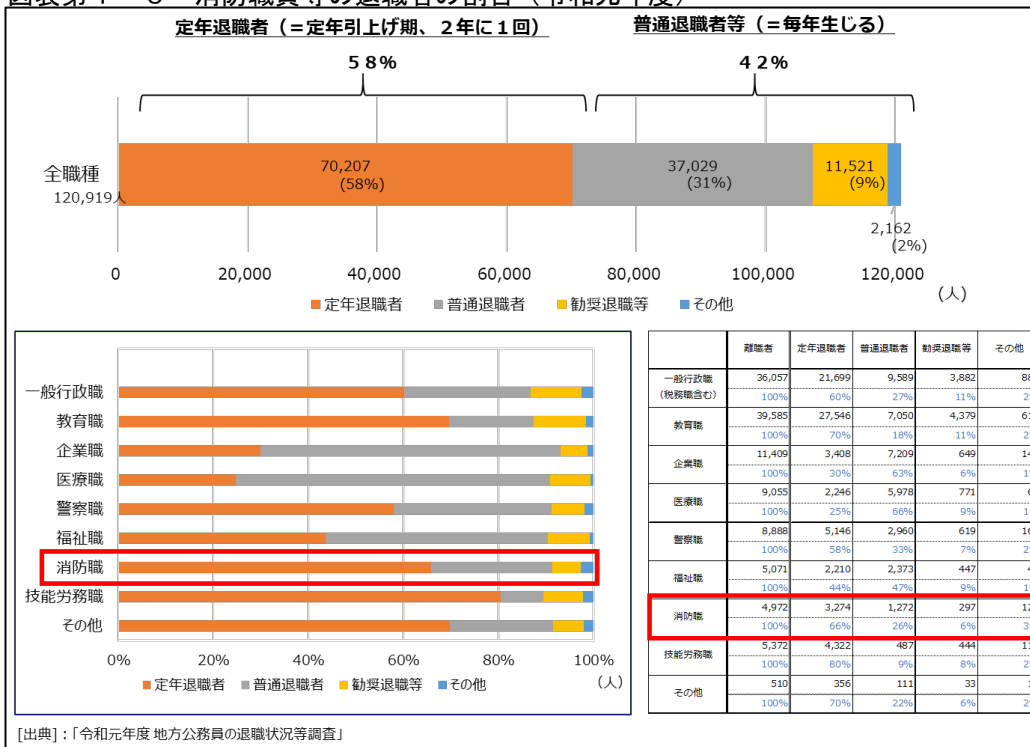 定年退職者（＝定年引上げ期、２年に１回）
普通退職者等（＝毎年生じる）
５８％
４２％
全職種
120,919人
70,207
(58%)
37,029
(31%)
11,521
(9%)
2,162
(2%)
0 20,000 40,000 60,000 80,000 100,000 120,000
(人)
定年退職者 普通退職者 勧奨退職等 その他
一般行政職
教育職
企業職
医療職
警察職
福祉職
消防職
技能労務職
その他
0% 20% 40% 60% 80% 100%
(人)
定年退職者 普通退職者 勧奨退職等 その他
離職者 定年退職者 普通退職者 勧奨退職等 その他
一般行政職
（税務職含む）
36,057 21,699 9,589 3,882
100% 60% 27% 11%
教育職
39,585 27,546 7,050 4,379
100% 70% 18% 11%
企業職
11,409 3,408 7,209 649
100% 30% 63% 6%
医療職
9,055 2,246 5,978 771
100% 25% 66% 9%
警察職
8,888 5,146 2,960 619
100% 58% 33% 7%
福祉職
5,071 2,210 2,373 447
100% 44% 47% 9%
消防職
4,972 3,274 1,272 297
100% 66% 26% 6%
技能労務職
5,372 4,322 487 444
100% 80% 9% 8%
その他
510 356 111 33
100% 70% 22% 6%
[出典]：「令和元年度 地方公務員の退職状況等調査」